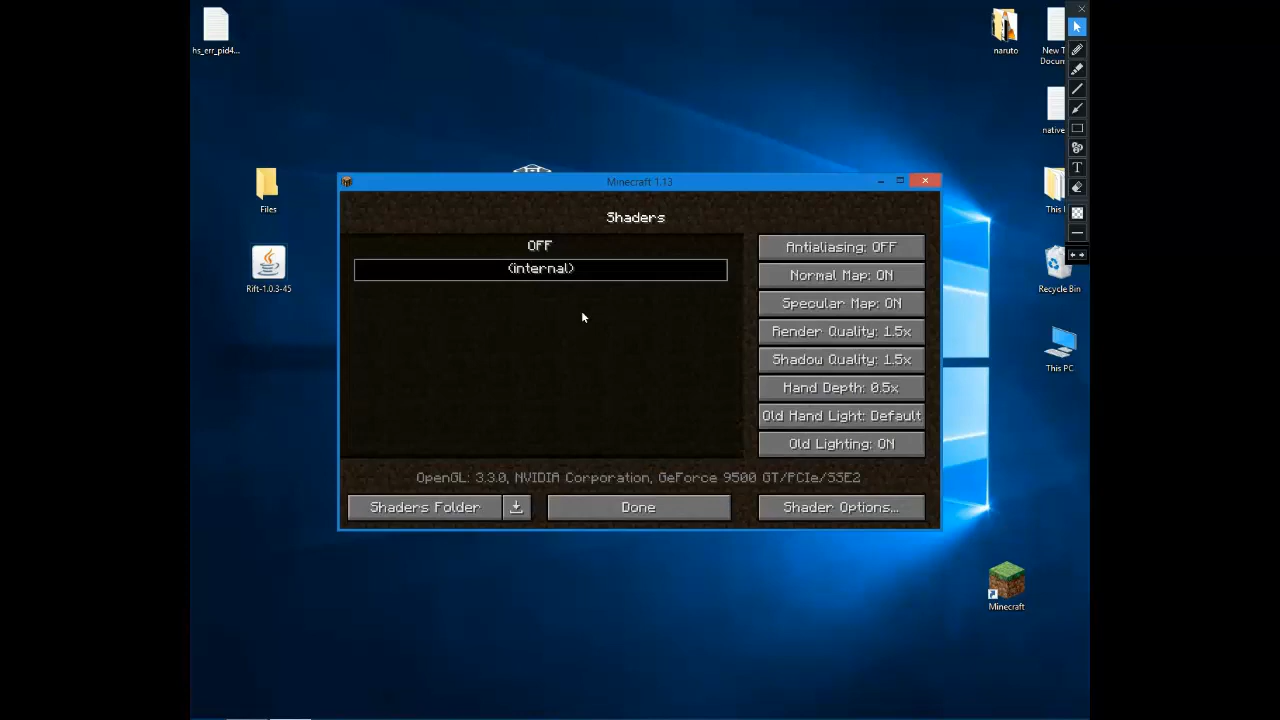 hs_err_pid4...
naruto
New T
Docum
native
Files
This
Rift-1.0.3-45
Recycle Bin
This PC
Minecraft
Minecraft 1.13
Shaders
OFF
(internal)
Antialiasing: OFF
Normal Map: ON
Specular Map: ON
Render Quality: 1.5x
Shadow Quality: 1.5x
Hand Depth: 0.5x
Old Hand Light: Default
Old Lighting: ON
OpenGL: 3.3.0, NVIDIA Corporation, GeForce 9500 GT/PCIe/SSE2
Shaders Folder
Done
Shader Options...
T